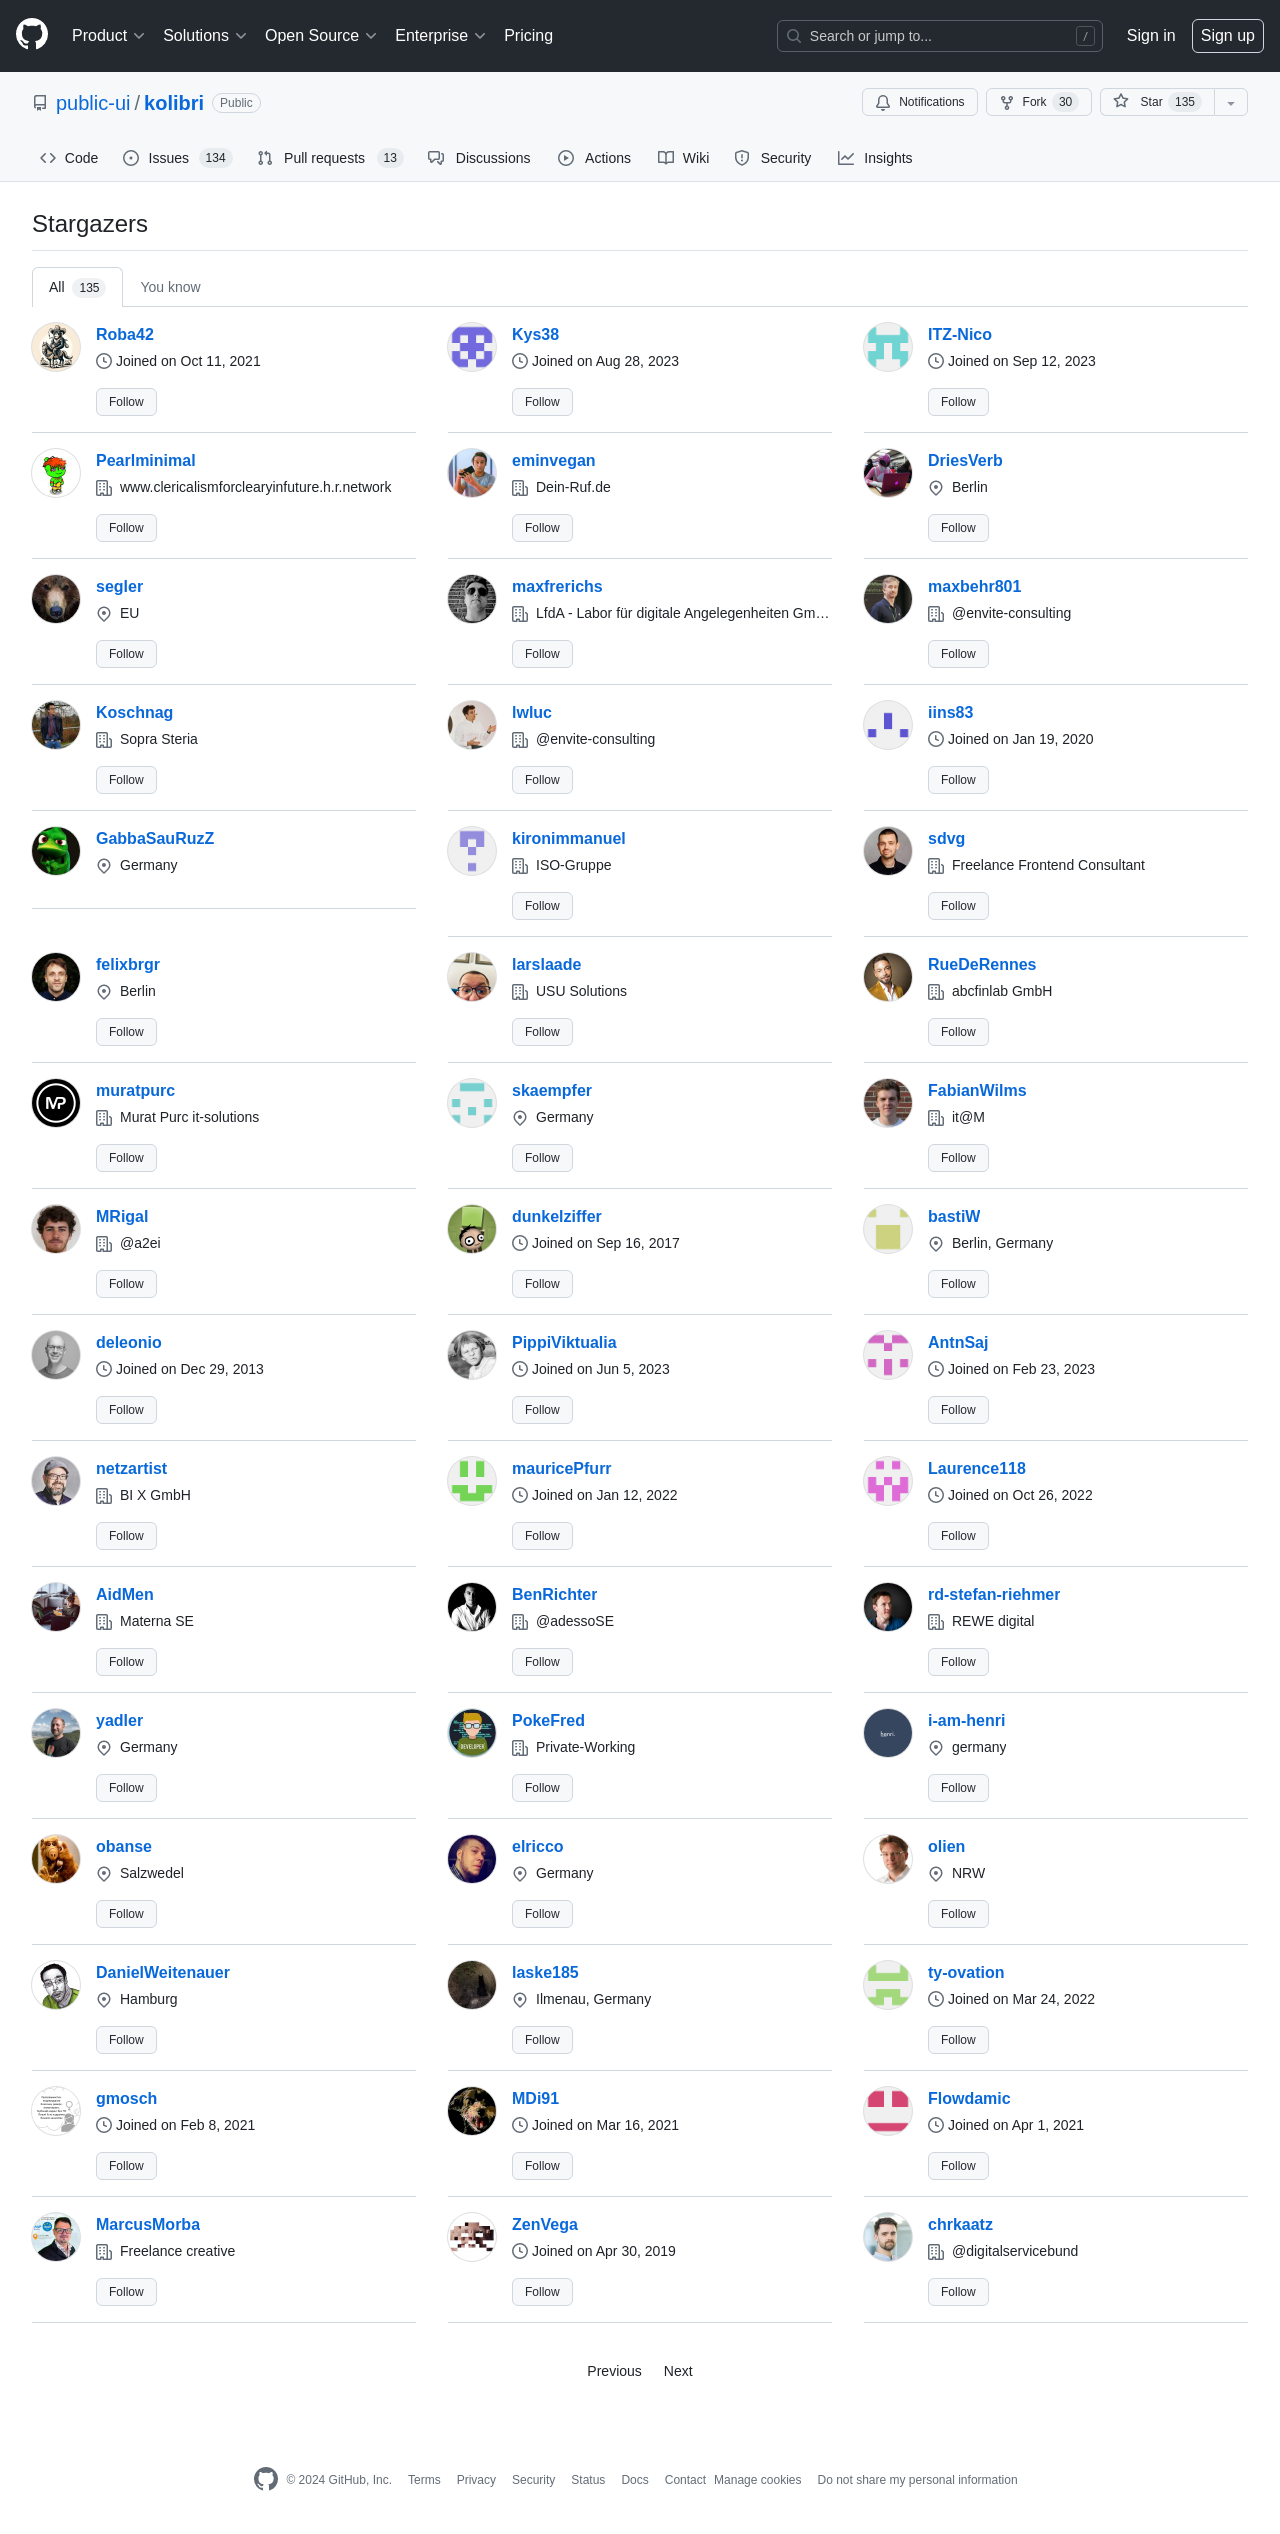 Product Solutions Open Source Enterprise Pricing Search or jump to... / Sign in Sign up
public-ui / kolibri Public Notifications Fork 30 Star 135
Code Issues 134 Pull requests 13 Discussions Actions Wiki Security Insights
Stargazers
All 135 You know
Roba42 Kys38 ITZ-Nico
Joined on Oct 11, 2021 Joined on Aug 28, 2023 Joined on Sep 12, 2023
Follow Follow Follow
Pearlminimal eminvegan DriesVerb
www.clericalismforclearyinfuture.h.r.network Dein-Ruf.de Berlin
Follow Follow Follow
segler maxfrerichs maxbehr801
EU LfdA - Labor für digitale Angelegenheiten Gm… @envite-consulting
Follow Follow Follow
Koschnag lwluc iins83
Sopra Steria @envite-consulting Joined on Jan 19, 2020
Follow Follow Follow
GabbaSauRuzZ kironimmanuel sdvg
Germany ISO-Gruppe Freelance Frontend Consultant
Follow Follow
felixbrgr larslaade RueDeRennes
Berlin USU Solutions abcfinlab GmbH
Follow Follow Follow
muratpurc skaempfer FabianWilms
Murat Purc it-solutions Germany it@M
Follow Follow Follow
MRigal dunkelziffer bastiW
@a2ei Joined on Sep 16, 2017 Berlin, Germany
Follow Follow Follow
deleonio PippiViktualia AntnSaj
Joined on Dec 29, 2013 Joined on Jun 5, 2023 Joined on Feb 23, 2023
Follow Follow Follow
netzartist mauricePfurr Laurence118
BI X GmbH Joined on Jan 12, 2022 Joined on Oct 26, 2022
Follow Follow Follow
AidMen BenRichter rd-stefan-riehmer
Materna SE @adessoSE REWE digital
Follow Follow Follow
yadler PokeFred i-am-henri
Germany Private-Working germany
Follow Follow Follow
obanse elricco olien
Salzwedel Germany NRW
Follow Follow Follow
DanielWeitenauer laske185 ty-ovation
Hamburg Ilmenau, Germany Joined on Mar 24, 2022
Follow Follow Follow
gmosch MDi91 Flowdamic
Joined on Feb 8, 2021 Joined on Mar 16, 2021 Joined on Apr 1, 2021
Follow Follow Follow
MarcusMorba ZenVega chrkaatz
Freelance creative Joined on Apr 30, 2019 @digitalservicebund
Follow Follow Follow
Previous Next
© 2024 GitHub, Inc. Terms Privacy Security Status Docs Contact Manage cookies Do not share my personal information